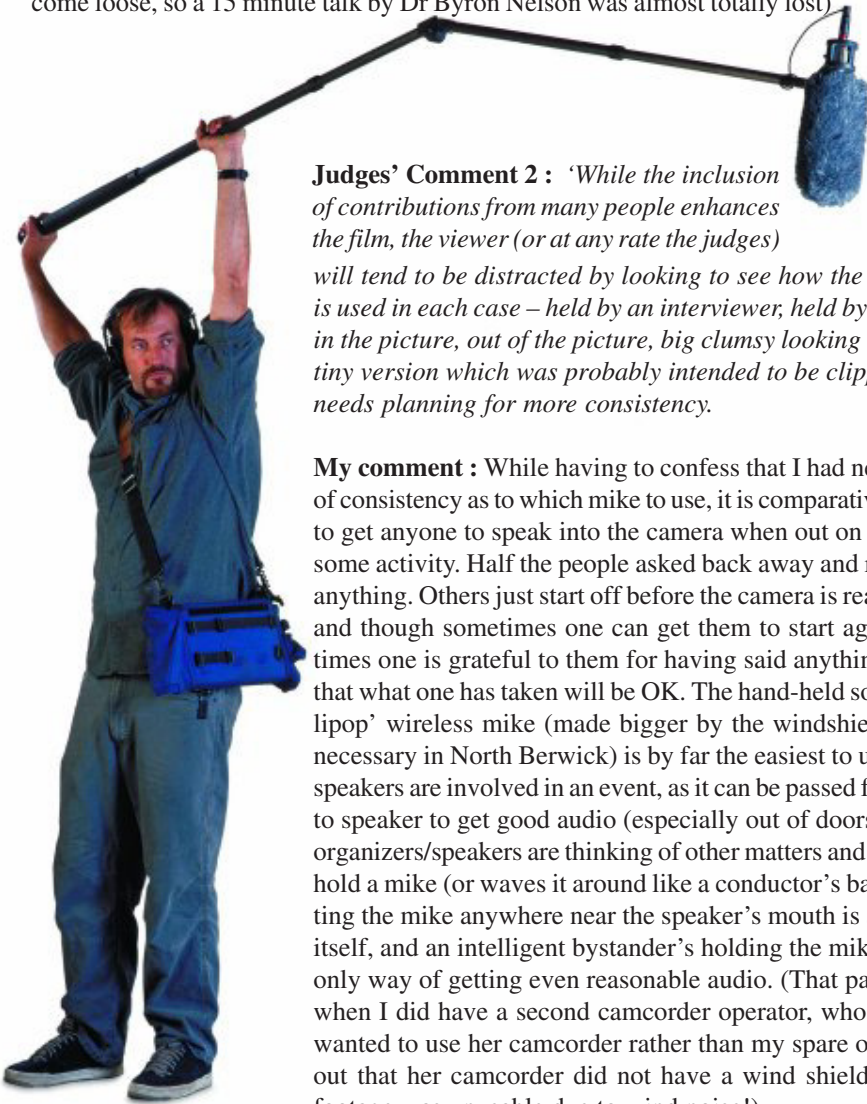 come loose, so a 15 minute talk by Dr Byron Nelson was almost totally lost)
Judges’ Comment 2 : ‘While the inclusion
of contributions from many people enhances
the film, the viewer (or at any rate the judges)
will tend to be distracted by looking to see how the
is used in each case – held by an interviewer, held by
in the picture, out of the picture, big clumsy looking
tiny version which was probably intended to be clipp
needs planning for more consistency.
My comment : While having to confess that I had ne
of consistency as to which mike to use, it is comparativ
to get anyone to speak into the camera when out on
some activity. Half the people asked back away and
anything. Others just start off before the camera is rea
and though sometimes one can get them to start ag
times one is grateful to them for having said anythin
that what one has taken will be OK. The hand-held so
lipop’ wireless mike (made bigger by the windshie
necessary in North Berwick) is by far the easiest to u
speakers are involved in an event, as it can be passed f
to speaker to get good audio (especially out of doors
organizers/speakers are thinking of other matters and
hold a mike (or waves it around like a conductor’s ba
ting the mike anywhere near the speaker’s mouth is
itself, and an intelligent bystander’s holding the mik
only way of getting even reasonable audio. (That pa
when I did have a second camcorder operator, who
wanted to use her camcorder rather than my spare o
out that her camcorder did not have a wind shield